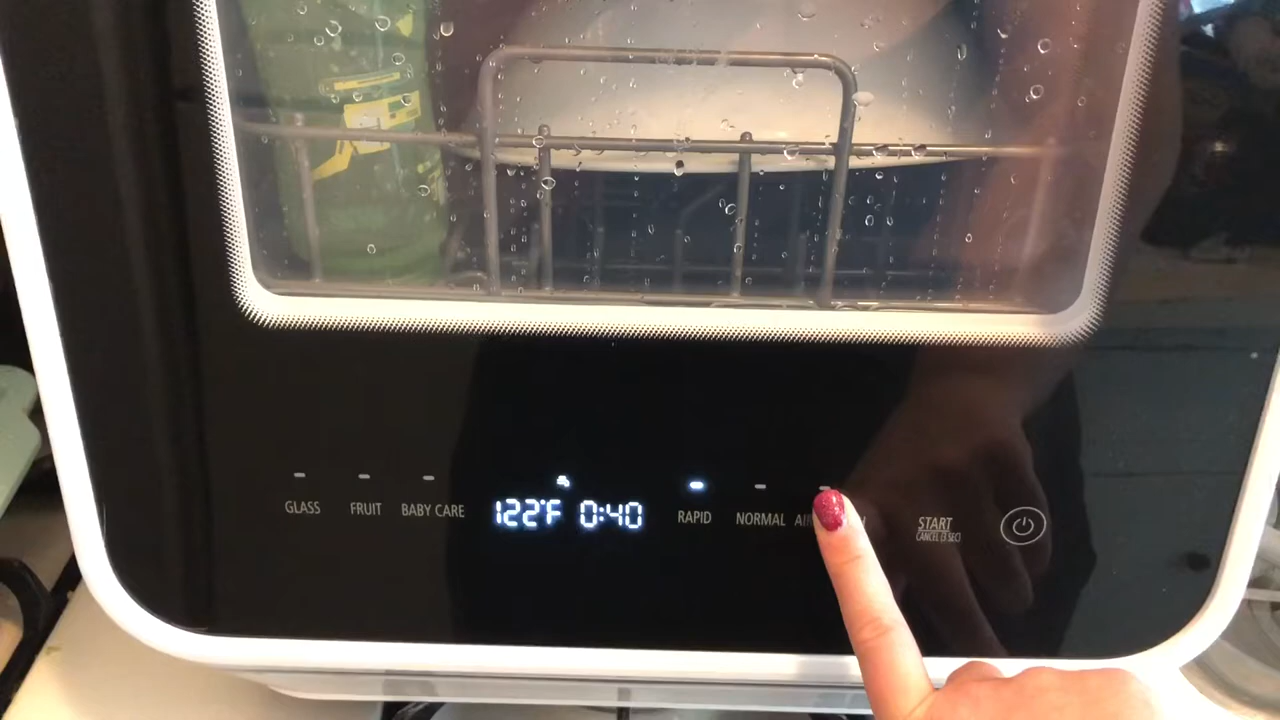 GLASS FRUIT BABY CARE 122°F 0:40 RAPID NORMAL START
CANCEL (3 SEC)